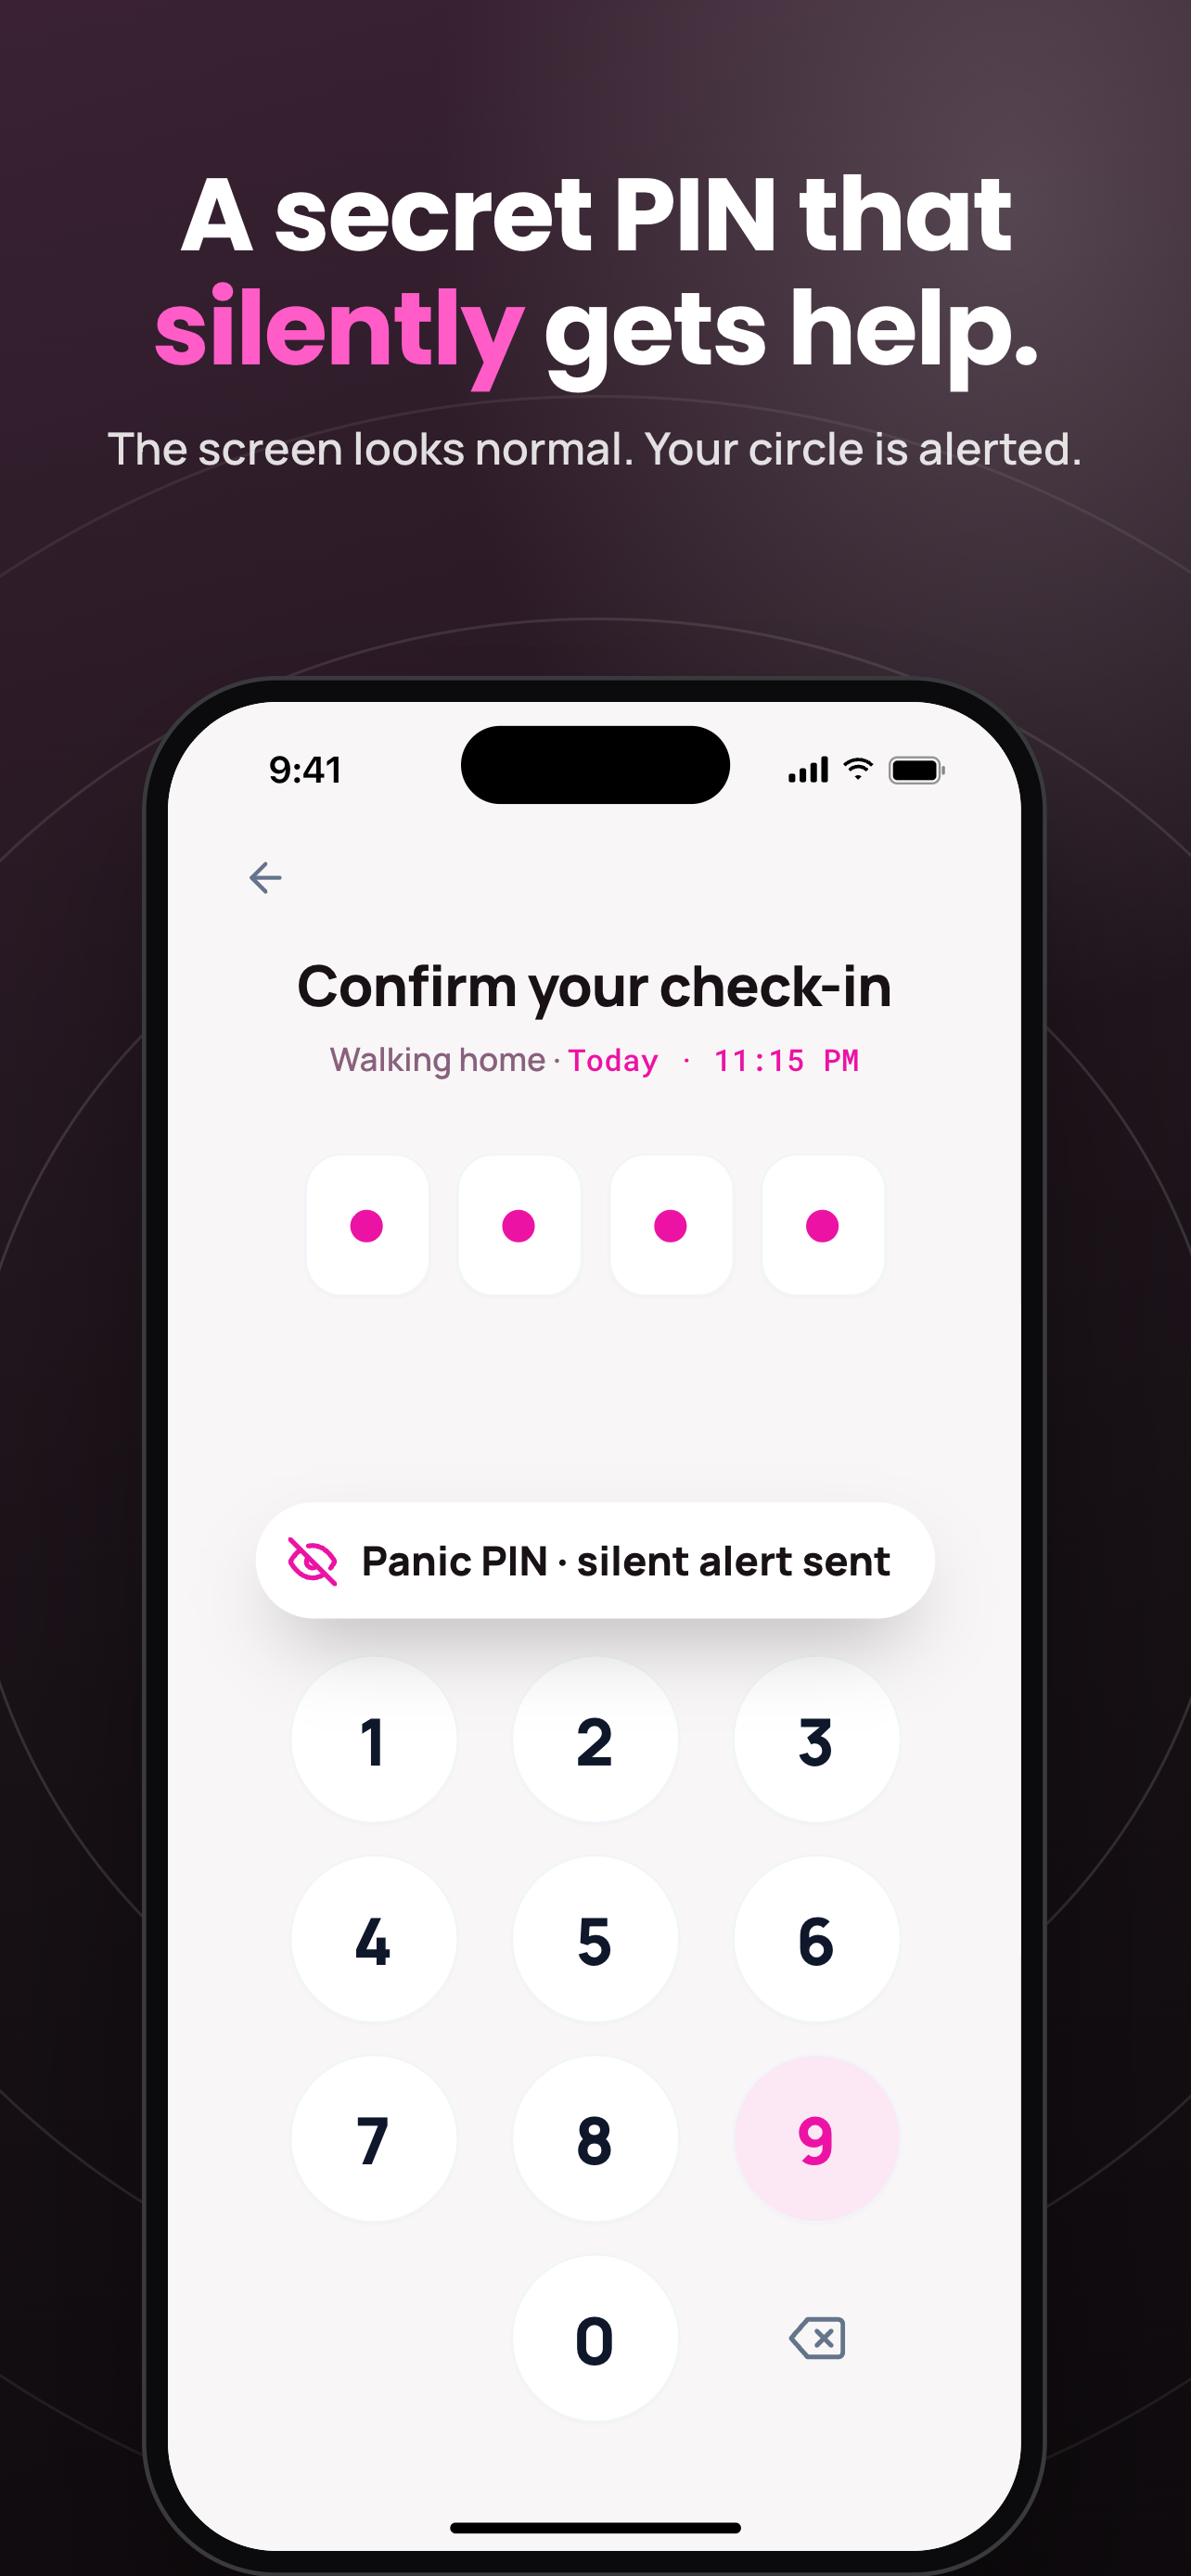 A secret PIN that
silently gets help.
The screen looks normal. Your circle is alerted.
9:41
Confirm your check-in
Walking home · Today · 11:15 PM
Panic PIN · silent alert sent
1 2 3
4 5 6
7 8 9
0